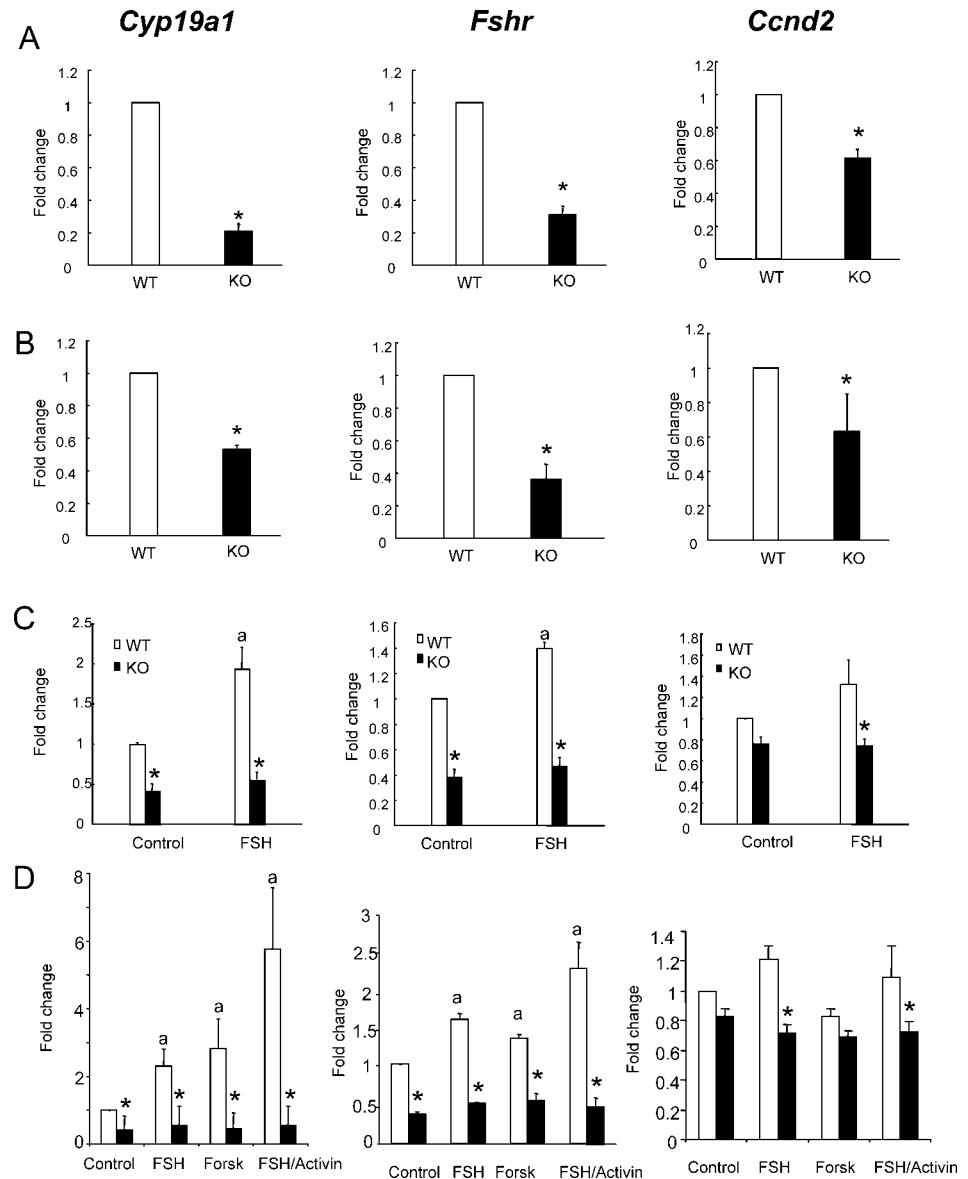 Cyp19a1 Fshr Ccnd2
A
Fold change
1.2
1
0.8
0.6
0.4
0.2
0
*
WT KO
Fold change
1.2
1
0.8
0.6
0.4
0.2
0
*
WT KO
Fold change
1.2
1
0.8
0.6
0.4
0.2
0
*
WT KO
B
Fold change
1.2
1
0.8
0.6
0.4
0.2
0
*
WT KO
Fold change
1.2
1
0.8
0.6
0.4
0.2
0
*
WT KO
Fold change
1.2
1
0.8
0.6
0.4
0.2
0
*
WT KO
C
Fold change
2.5
2
1.5
1
0.5
0
WT
KO
a
* *
Control FSH
Fold change
1.6
1.4
1.2
1
0.8
0.6
0.4
0.2
0
WT
KO
a
* *
Control FSH
Fold change
1.8
1.6
1.4
1.2
1
0.8
0.6
0.4
0.2
0
WT
KO
*
Control FSH
D
Fold change
8
6
4
2
0
a a a
* * * *
Control FSH Forsk FSH/Activin
Fold change
3
2.5
2
1.5
1
0.5
0
a a a
* * * *
Control FSH Forsk FSH/Activin
Fold change
1.4
1.2
1
0.8
0.6
0.4
0.2
0
* *
Control FSH Forsk FSH/Activin